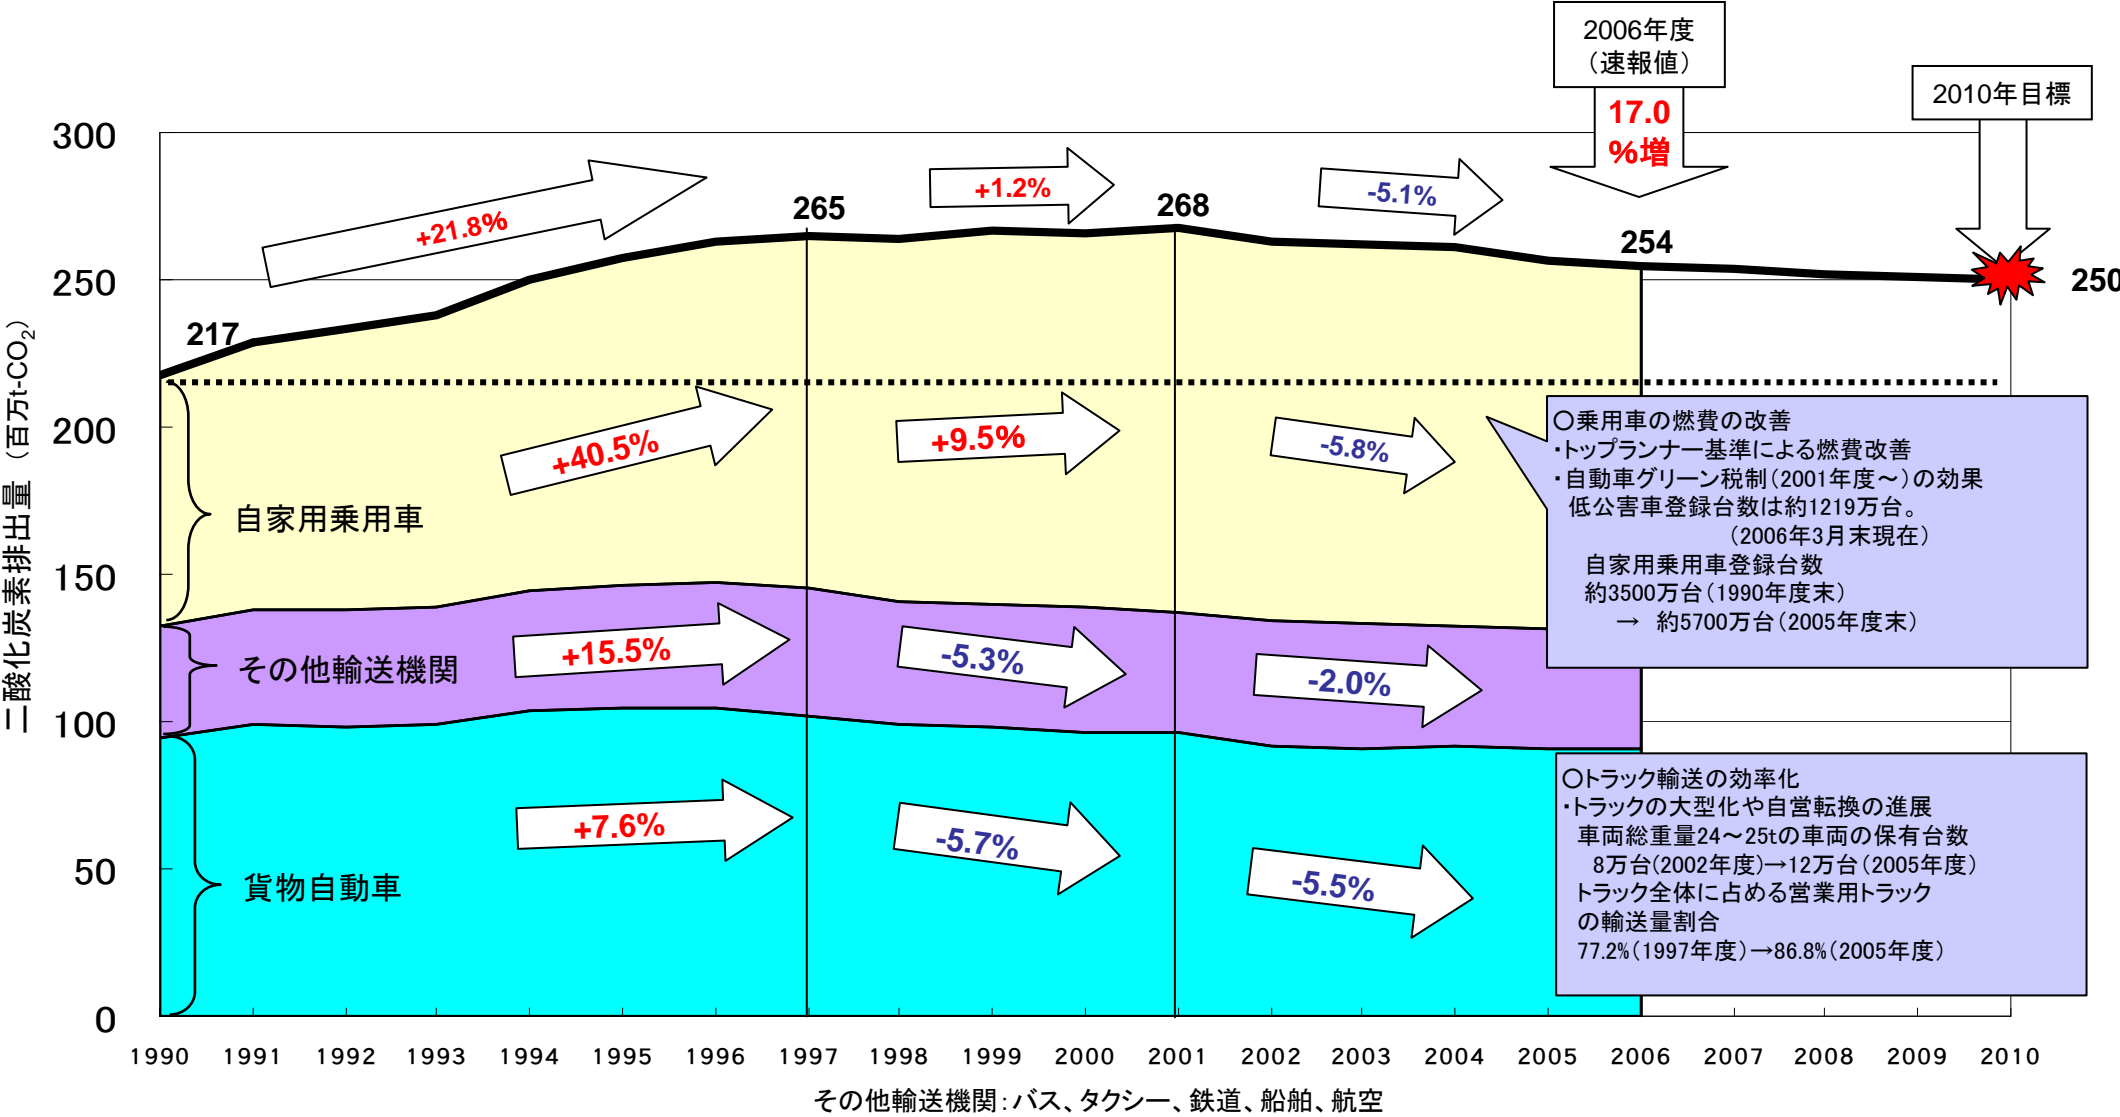 2006年度
（速報値）
17.0
%増
2010年目標
300
250
200
150
100
50
0
二酸化炭素排出量（百万t-CO2）
+21.8%
+1.2%
-5.1%
217
265
268
254
250
+40.5%
+9.5%
-5.8%
自家用乗用車
+15.5%
-5.3%
-2.0%
その他輸送機関
+7.6%
-5.7%
-5.5%
貨物自動車
○乗用車の燃費の改善
・トップランナー基準による燃費改善
・自動車グリーン税制（2001年度～）の効果
低公害車登録台数は約1219万台。
（2006年3月末現在）
自家用乗用車登録台数
約3500万台（1990年度末）
→ 約5700万台（2005年度末）
○トラック輸送の効率化
・トラックの大型化や自営転換の進展
車両総重量24～25tの車両の保有台数
8万台（2002年度）→12万台（2005年度）
トラック全体に占める営業用トラック
の輸送量割合
77.2%（1997年度）→86.8%（2005年度）
1990 1991 1992 1993 1994 1995 1996 1997 1998 1999 2000 2001 2002 2003 2004 2005 2006 2007 2008 2009 2010
その他輸送機関：バス、タクシー、鉄道、船舶、航空